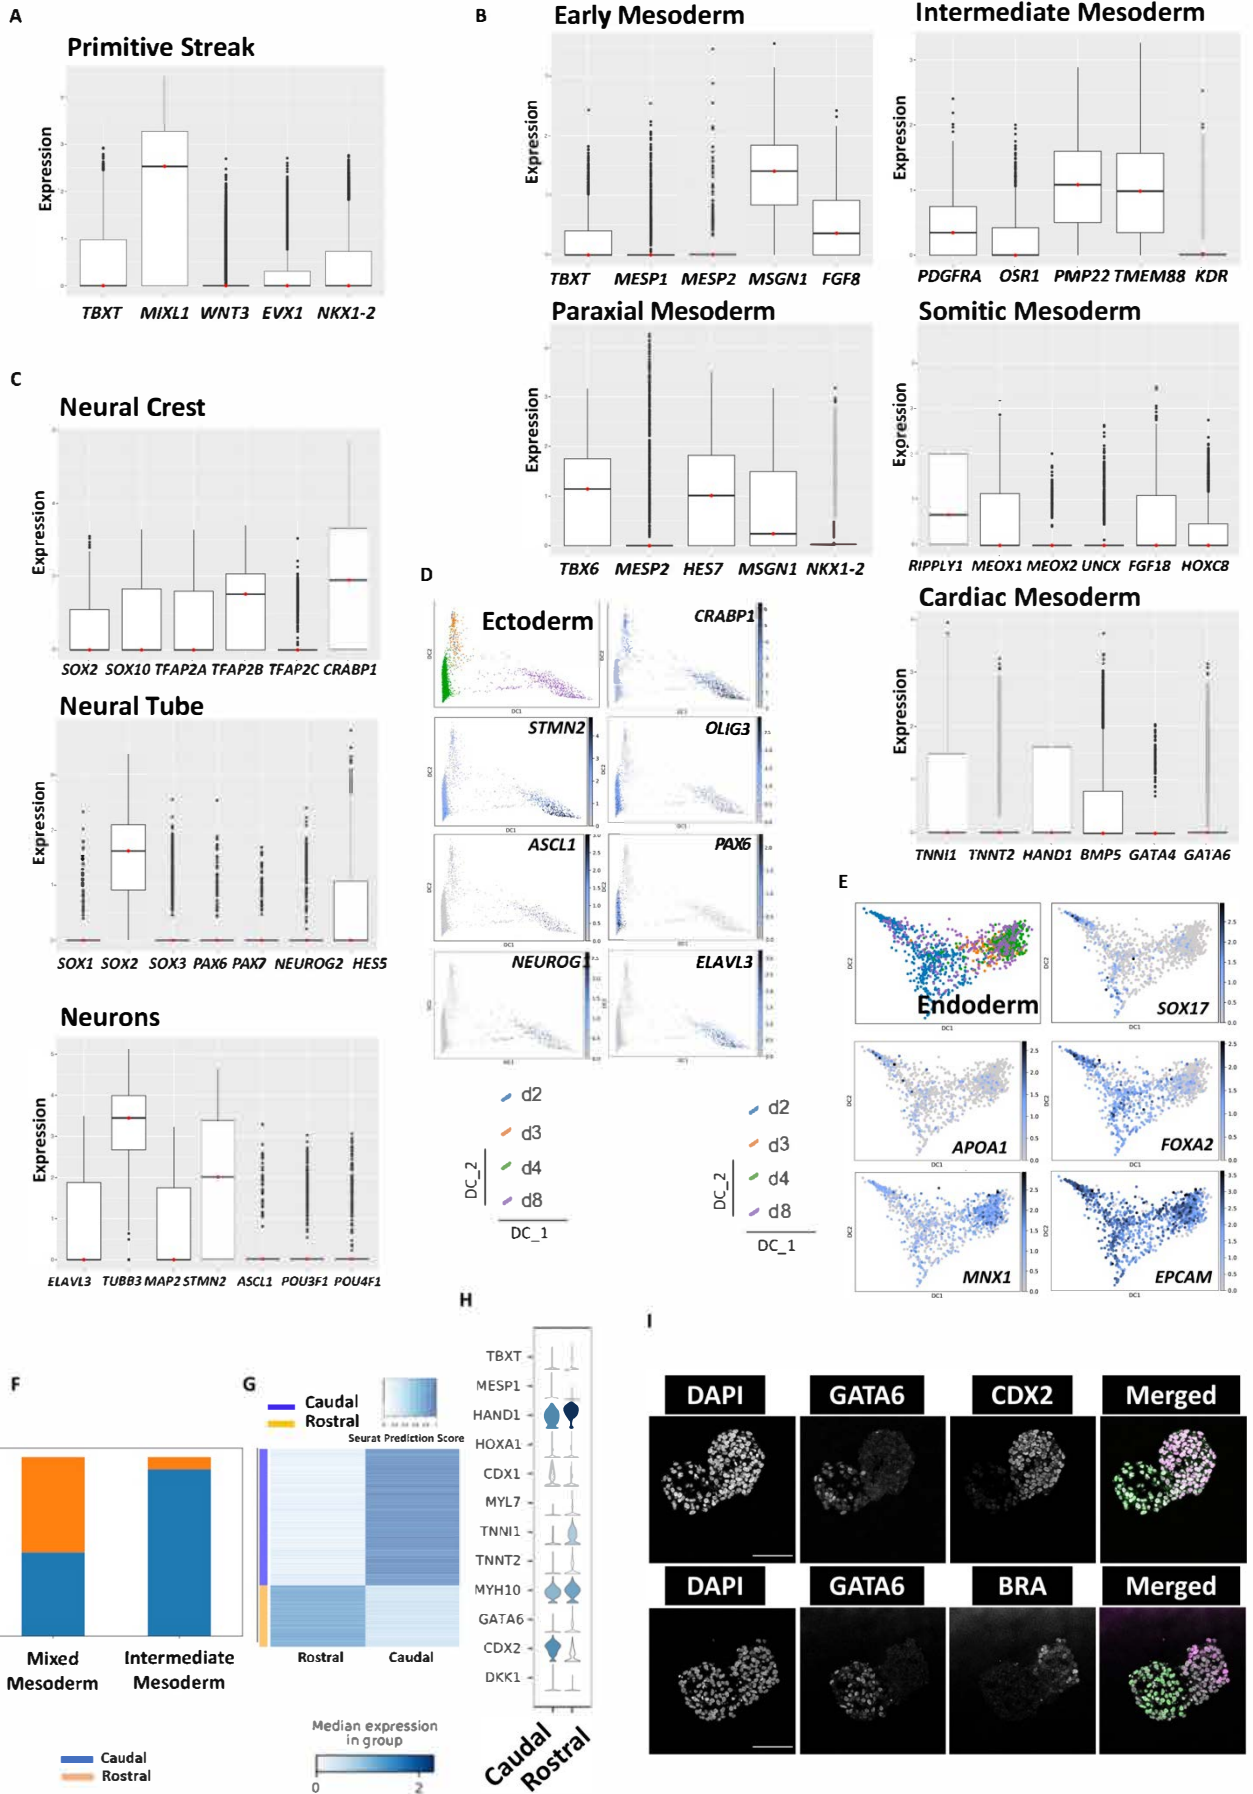 A
Primitive Streak
Expression
TBXT MIXL1 WNT3 EVX1 NKX1-2
B
Early Mesoderm
Expression
TBXT MESP1 MESP2 MSGN1 FGF8
Intermediate Mesoderm
Expression
PDGFRA OSR1 PMP22 TMEM88 KDR
Paraxial Mesoderm
Expression
TBX6 MESP2 HES7 MSGN1 NKX1-2
Somitic Mesoderm
Expression
RIPPLY1 MEOX1 MEOX2 UNCX FGF18 HOXC8
Cardiac Mesoderm
Expression
TNNI1 TNNT2 HAND1 BMP5 GATA4 GATA6
C
Neural Crest
Expression
SOX2 SOX10 TFAP2A TFAP2B TFAP2C CRABP1
Neural Tube
Expression
SOX1 SOX2 SOX3 PAX6 PAX7 NEUROG2 HES5
Neurons
Expression
ELAVL3 TUBB3 MAP2 STMN2 ASCL1 POU3F1 POU4F1
D
Ectoderm
CRABP1
STMN2
OLIG3
ASCL1
PAX6
NEUROG1
ELAVL3
DC2
DC1
d2
d3
d4
d8
DC_2
DC_1
d2
d3
d4
d8
DC_2
DC_1
E
Endoderm
SOX17
APOA1
FOXA2
MNX1
EPCAM
DC2
DC1
F
Mixed
Mesoderm
Intermediate
Mesoderm
Caudal
Rostral
G
Caudal
Rostral
Seurat Prediction Score
Rostral Caudal
Median expression
in group
0 2
H
TBXT
MESP1
HAND1
HOXA1
CDX1
MYL7
TNNI1
TNNT2
MYH10
GATA6
CDX2
DKK1
Caudal
Rostral
I
DAPI GATA6 CDX2 Merged
DAPI GATA6 BRA Merged